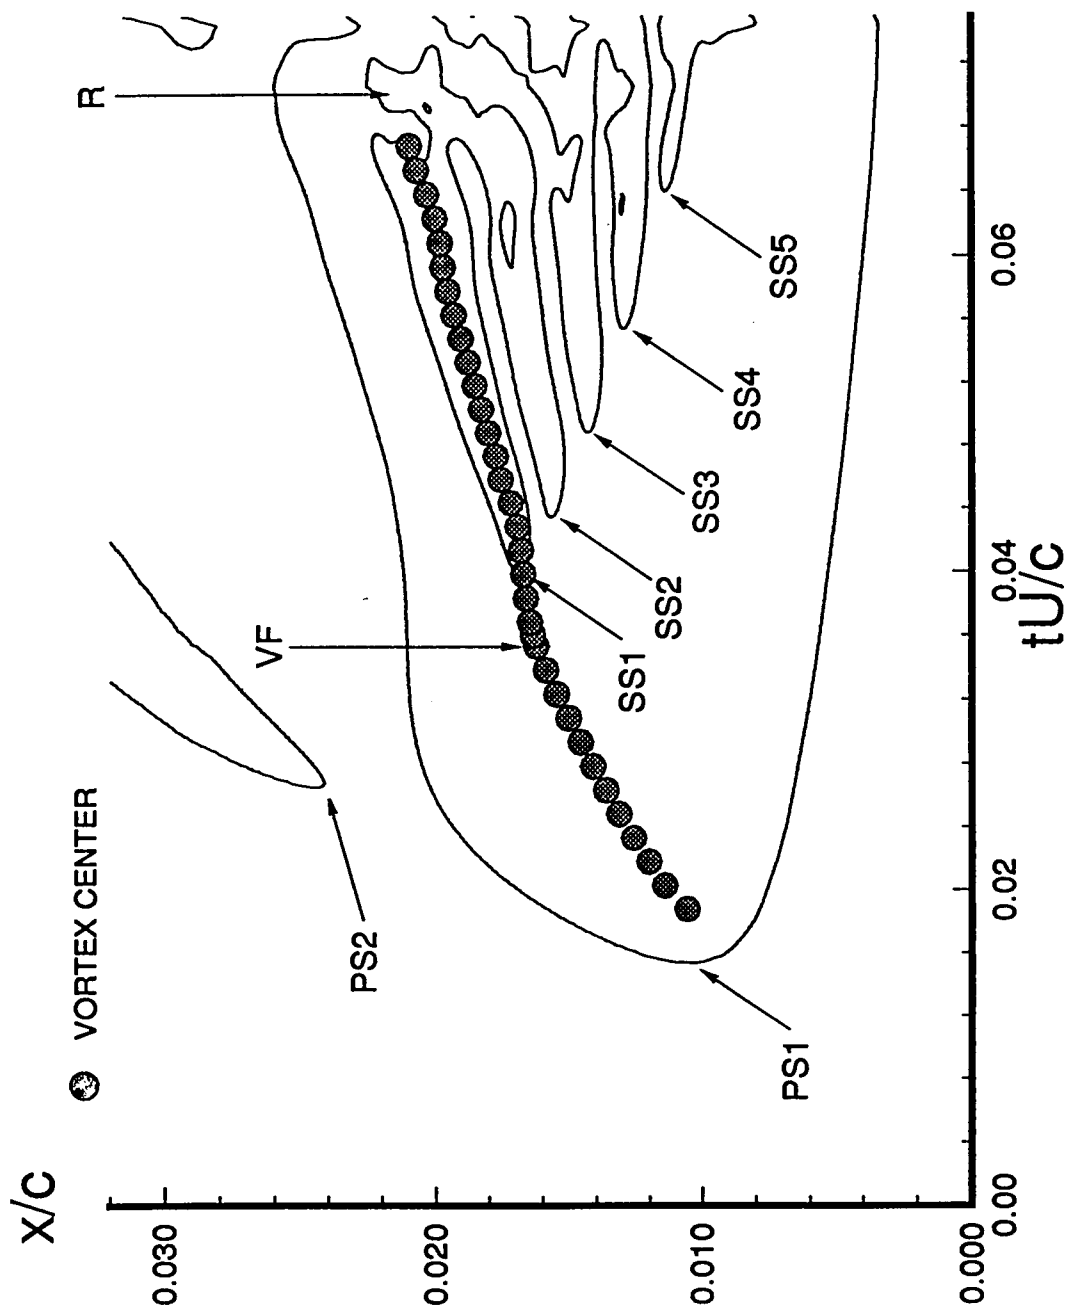 X/C
VORTEX CENTER
R
VF
PS2
PS1
SS1
SS2
SS3
SS4
SS5
0.030
0.020
0.010
0.000
0.00
0.02
0.04
0.06
tU/C